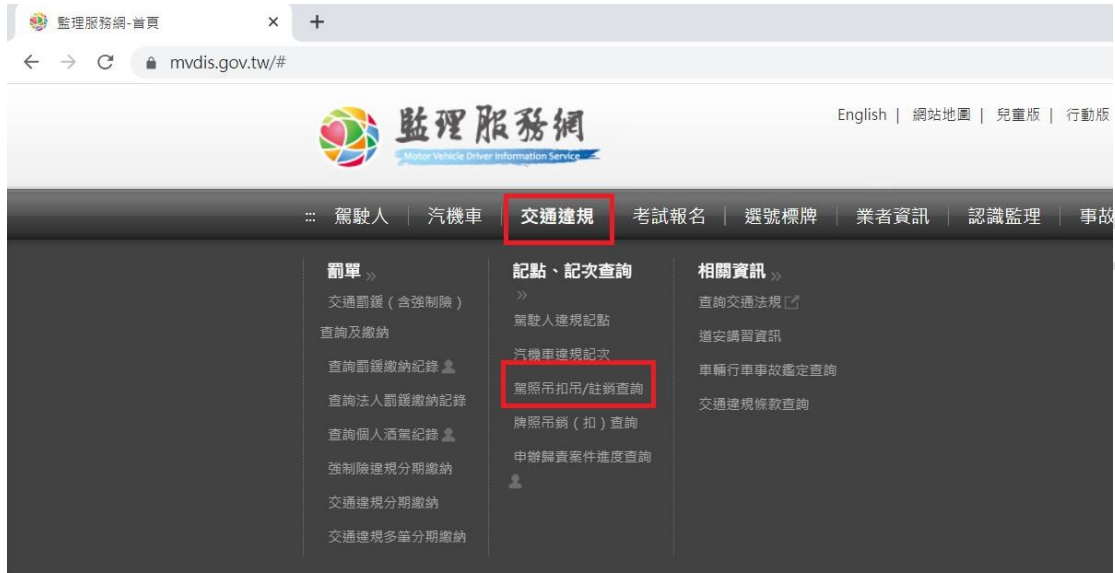 監理服務網-首頁
mvdis.gov.tw/#
監理服務網
Motor Vehicle Driver Information Service
English | 網站地圖 | 兒童版 | 行動版
::: 駕駛人 | 汽機車 | 交通違規 | 考試報名 | 選號標牌 | 業者資訊 | 認識監理 | 事故
罰單 »
交通罰鍰(含強制險)
查詢及繳納
查詢罰鍰繳納紀錄
查詢法人罰鍰繳納記錄
查詢個人酒駕紀錄
強制險違規分期繳納
交通違規分期繳納
交通違規多筆分期繳納
記點、記次查詢
»
駕駛人違規記點
汽機車違規記次
駕照吊扣吊/註銷查詢
牌照吊銷(扣)查詢
申辦歸責案件進度查詢
相關資訊 »
查詢交通法規
道安講習資訊
車輛行車事故鑑定查詢
交通違規條款查詢